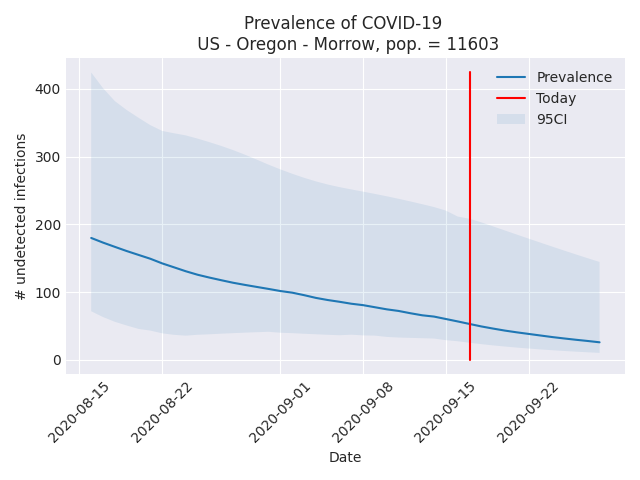 Prevalence of COVID-19
US - Oregon - Morrow, pop. = 11603
Prevalence
Today
95CI
# undetected infections
400
300
200
100
0
2020-08-15
2020-08-22
2020-09-01
2020-09-08
2020-09-15
2020-09-22
Date